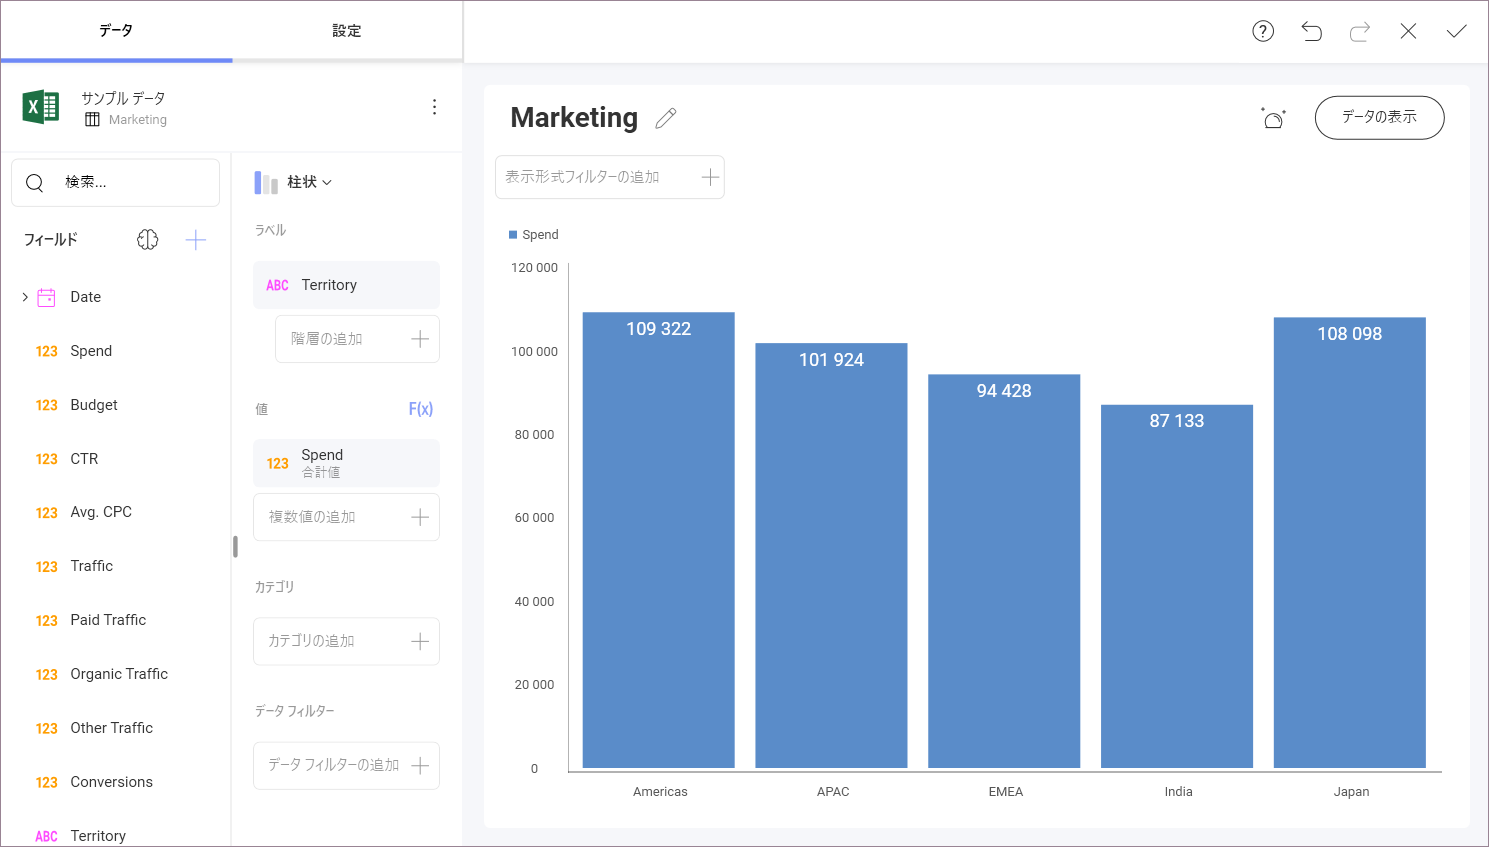 データ
設定
サンプル データ
Marketing
検索...
フィールド
Date
123 Spend
123 Budget
123 CTR
123 Avg. CPC
123 Traffic
123 Paid Traffic
123 Organic Traffic
123 Other Traffic
123 Conversions
ABC Territory
柱状
ラベル
ABC Territory
階層の追加
値
F(x)
123 Spend
合計値
複数値の追加
カテゴリ
カテゴリの追加
データ フィルター
データ フィルターの追加
Marketing
データの表示
表示形式フィルターの追加
Spend
120 000
100 000
80 000
60 000
40 000
20 000
0
109 322
101 924
94 428
87 133
108 098
Americas
APAC
EMEA
India
Japan